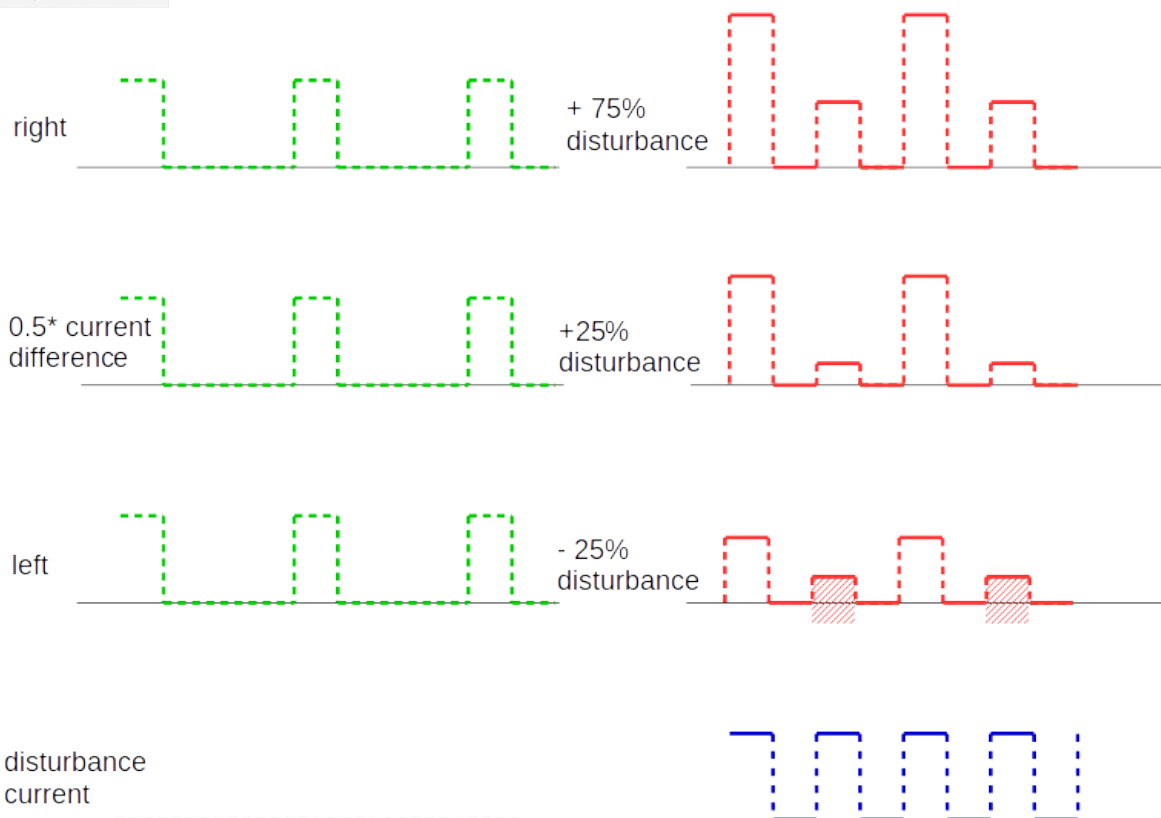 right
+ 75%
disturbance
0.5* current
difference
+25%
disturbance
left
- 25%
disturbance
disturbance
current